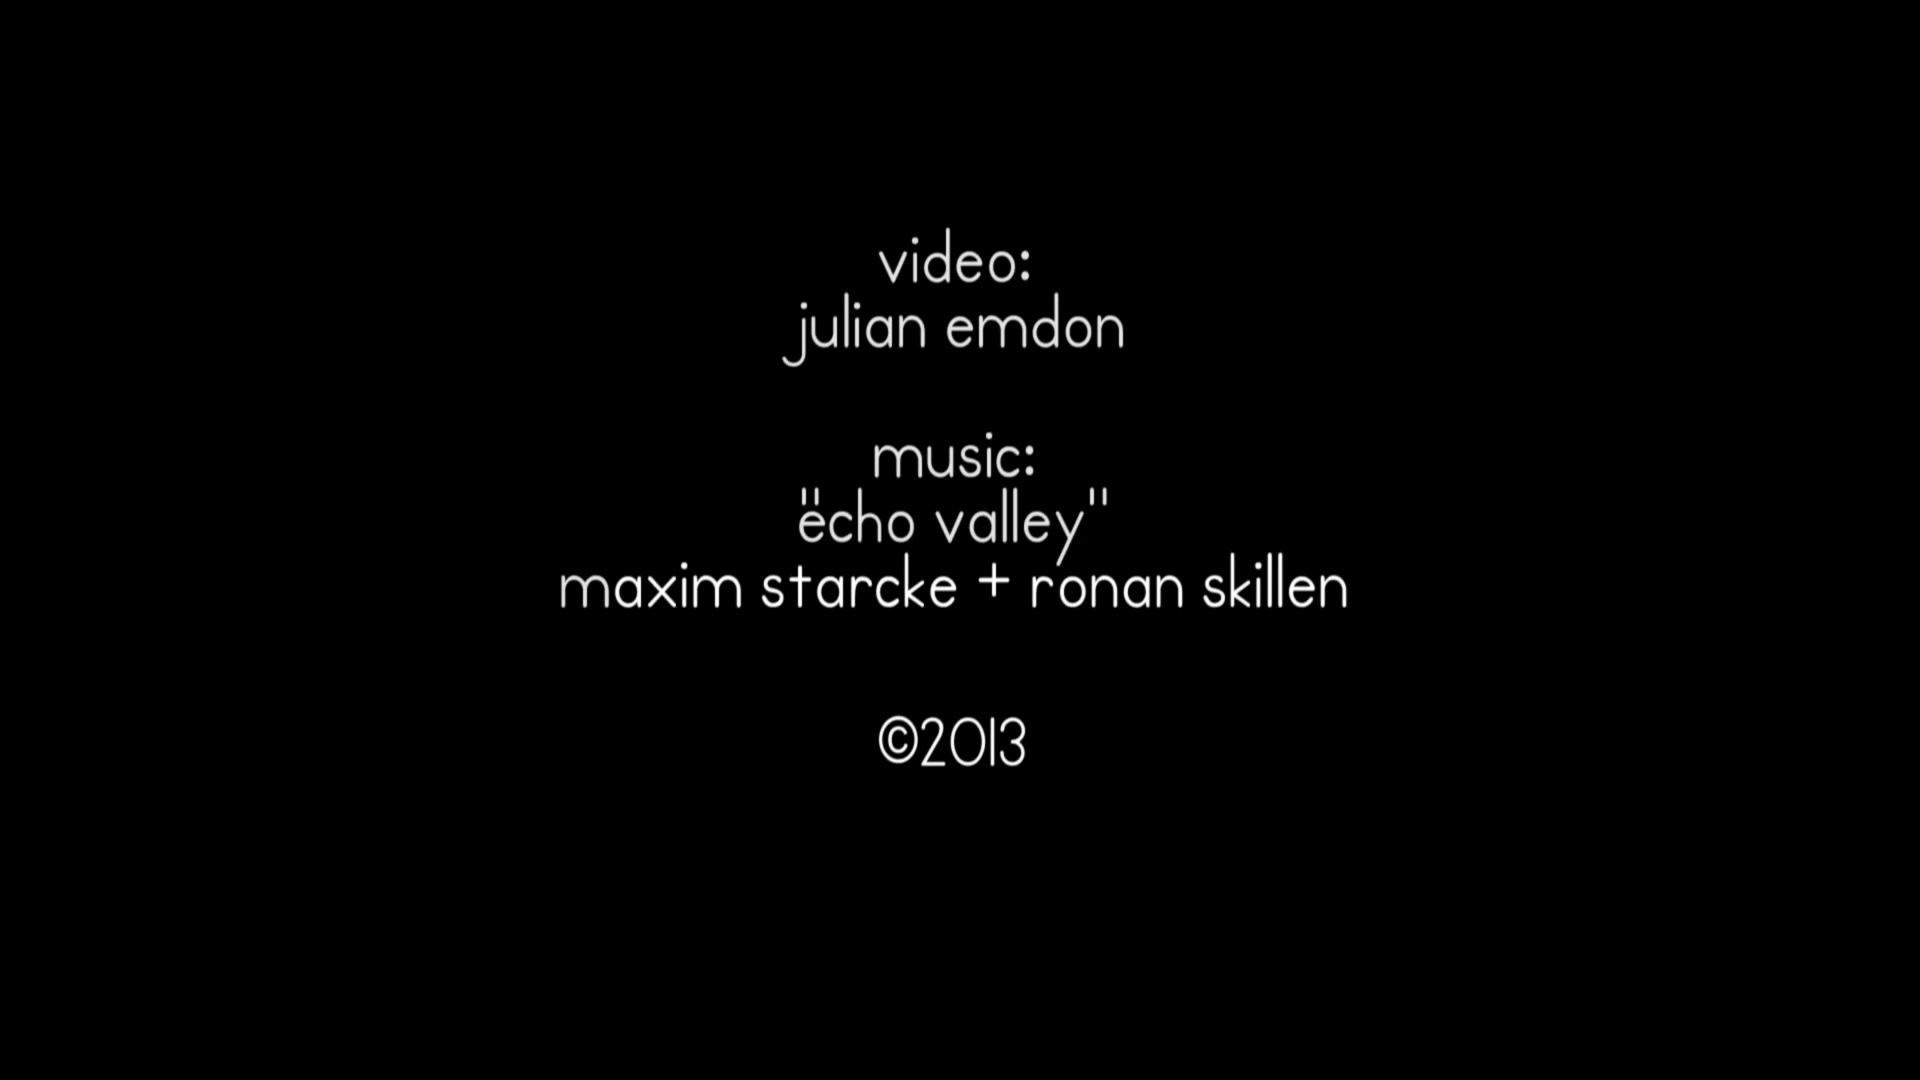 video:
julian emdon
music:
"echo valley"
maxim starcke + ronan skillen
©2013